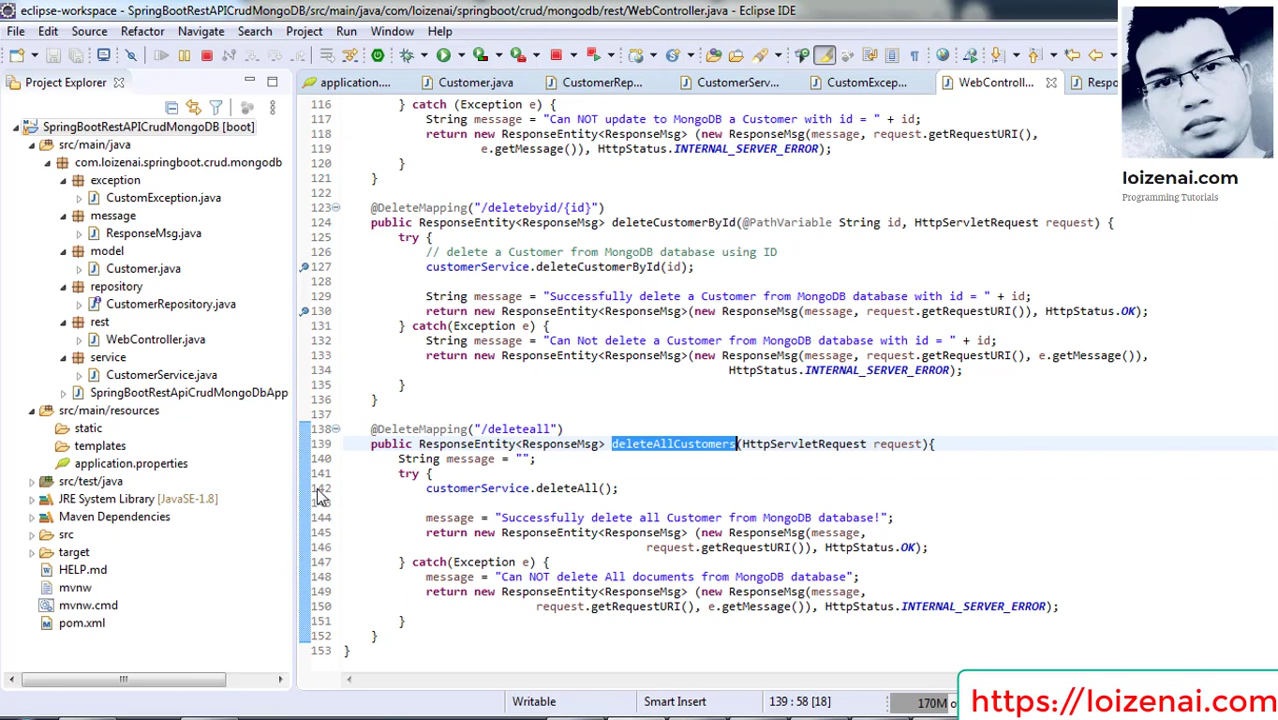 eclipse-workspace - SpringBootRestAPICrudMongoDB/src/main/java/com/loizenai/springboot/crud/mongodb/rest/WebController.java - Eclipse IDE
File Edit Source Refactor Navigate Search Project Run Window Help
Project Explorer
application.... Customer.java CustomerRep... CustomerServ... CustomExcep... WebControll... Respo
SpringBootRestAPICrudMongoDB [boot]
src/main/java
com.loizenai.springboot.crud.mongodb
exception
CustomException.java
message
ResponseMsg.java
model
Customer.java
repository
CustomerRepository.java
rest
WebController.java
service
CustomerService.java
SpringBootRestApiCrudMongoDbApp
src/main/resources
static
templates
application.properties
src/test/java
JRE System Library [JavaSE-1.8]
Maven Dependencies
src
target
HELP.md
mvnw
mvnw.cmd
pom.xml
116 } catch (Exception e) {
117 String message = "Can NOT update to MongoDB a Customer with id = " + id;
118 return new ResponseEntity<ResponseMsg> (new ResponseMsg(message, request.getRequestURI(),
119 e.getMessage()), HttpStatus.INTERNAL_SERVER_ERROR);
120 }
121 }
122
123 @DeleteMapping("/deletebyid/{id}")
124 public ResponseEntity<ResponseMsg> deleteCustomerById(@PathVariable String id, HttpServletRequest request) {
125 try {
126 // delete a Customer from MongoDB database using ID
127 customerService.deleteCustomerById(id);
128
129 String message = "Successfully delete a Customer from MongoDB database with id = " + id;
130 return new ResponseEntity<ResponseMsg>(new ResponseMsg(message, request.getRequestURI()), HttpStatus.OK);
131 } catch(Exception e) {
132 String message = "Can Not delete a Customer from MongoDB database with id = " + id;
133 return new ResponseEntity<ResponseMsg>(new ResponseMsg(message, request.getRequestURI(), e.getMessage()),
134 HttpStatus.INTERNAL_SERVER_ERROR);
135 }
136 }
137
138 @DeleteMapping("/deleteall")
139 public ResponseEntity<ResponseMsg> deleteAllCustomers(HttpServletRequest request){
140 String message = "";
141 try {
142 customerService.deleteAll();
143
144 message = "Successfully delete all Customer from MongoDB database!";
145 return new ResponseEntity<ResponseMsg> (new ResponseMsg(message,
146 request.getRequestURI()), HttpStatus.OK);
147 } catch(Exception e) {
148 message = "Can NOT delete All documents from MongoDB database";
149 return new ResponseEntity<ResponseMsg> (new ResponseMsg(message,
150 request.getRequestURI(), e.getMessage()), HttpStatus.INTERNAL_SERVER_ERROR);
151 }
152 }
153 }
loizenai.com
Programming Tutorials
Writable Smart Insert 139 : 58 [18] 170M of
https://loizenai.com